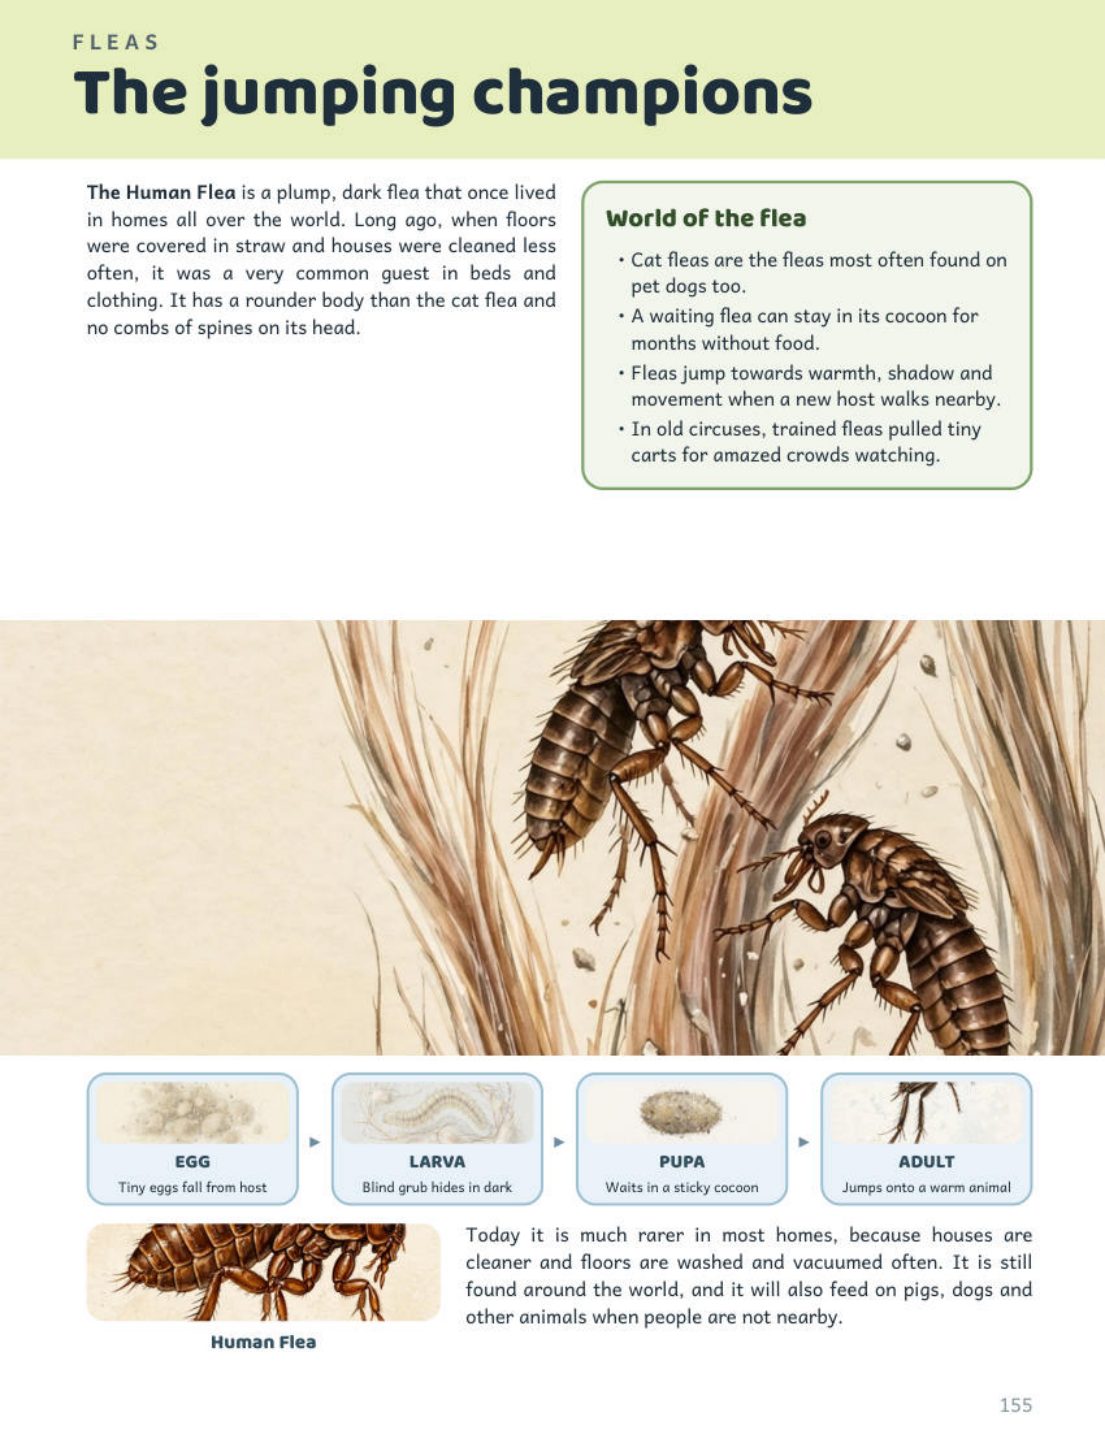 FLEAS
The jumping champions
The Human Flea is a plump, dark flea that once lived
in homes all over the world. Long ago, when floors
were covered in straw and houses were cleaned less
often, it was a very common guest in beds and
clothing. It has a rounder body than the cat flea and
no combs of spines on its head.
World of the flea
• Cat fleas are the fleas most often found on
pet dogs too.
• A waiting flea can stay in its cocoon for
months without food.
• Fleas jump towards warmth, shadow and
movement when a new host walks nearby.
• In old circuses, trained fleas pulled tiny
carts for amazed crowds watching.
EGG
Tiny eggs fall from host
LARVA
Blind grub hides in dark
PUPA
Waits in a sticky cocoon
ADULT
Jumps onto a warm animal
Human Flea
Today it is much rarer in most homes, because houses are
cleaner and floors are washed and vacuumed often. It is still
found around the world, and it will also feed on pigs, dogs and
other animals when people are not nearby.
155